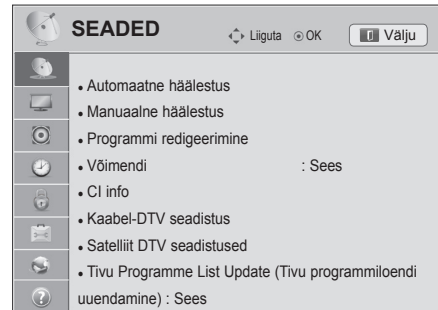 SEADED
Liiguta OK Välju
• Automaatne häälestus
• Manuaalne häälestus
• Programmi redigeerimine
• Võimendi : Sees
• CI info
• Kaabel-DTV seadistus
• Satelliit DTV seadistused
• Tivu Programme List Update (Tivu programmiloendi
uuendamine) : Sees